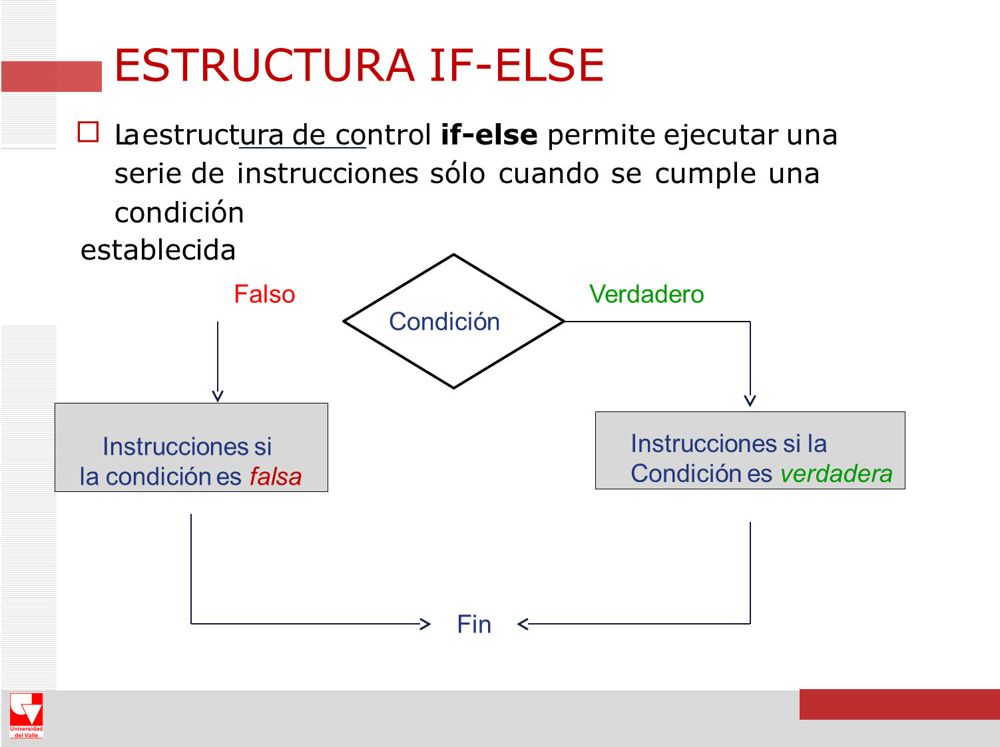 ESTRUCTURA IF-ELSE
La estructura de control if-else permite ejecutar una
serie de instrucciones sólo cuando se cumple una
condición
establecida
Falso
Condición
Verdadero
Instrucciones si
la condición es falsa
Instrucciones si la
Condición es verdadera
Fin
Universidad
del Valle